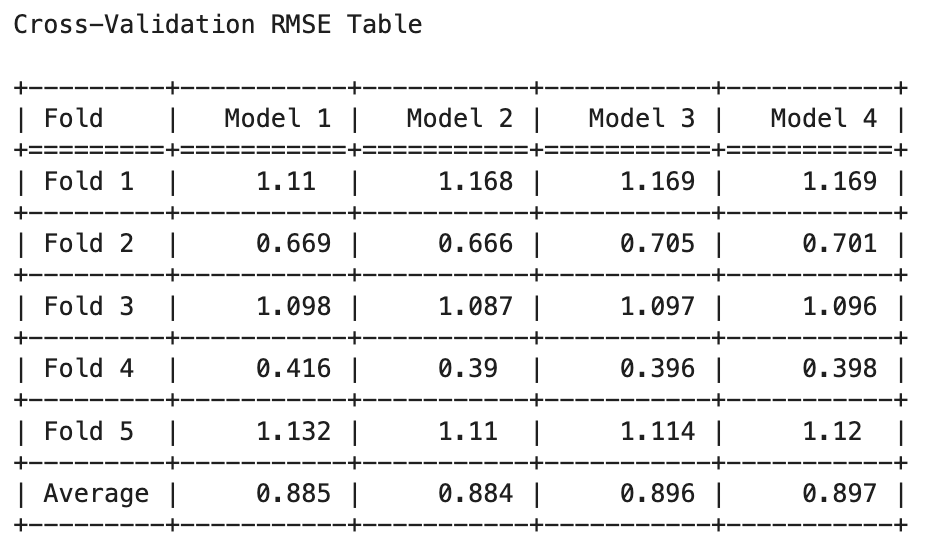 Cross-Validation RMSE Table
+---------+-----------+-----------+-----------+-----------+
| Fold    |   Model 1 |   Model 2 |   Model 3 |   Model 4 |
+=========+===========+===========+===========+===========+
| Fold 1  |     1.11  |     1.168 |     1.169 |     1.169 |
+---------+-----------+-----------+-----------+-----------+
| Fold 2  |     0.669 |     0.666 |     0.705 |     0.701 |
+---------+-----------+-----------+-----------+-----------+
| Fold 3  |     1.098 |     1.087 |     1.097 |     1.096 |
+---------+-----------+-----------+-----------+-----------+
| Fold 4  |     0.416 |     0.39  |     0.396 |     0.398 |
+---------+-----------+-----------+-----------+-----------+
| Fold 5  |     1.132 |     1.11  |     1.114 |     1.12  |
+---------+-----------+-----------+-----------+-----------+
| Average |     0.885 |     0.884 |     0.896 |     0.897 |
+---------+-----------+-----------+-----------+-----------+